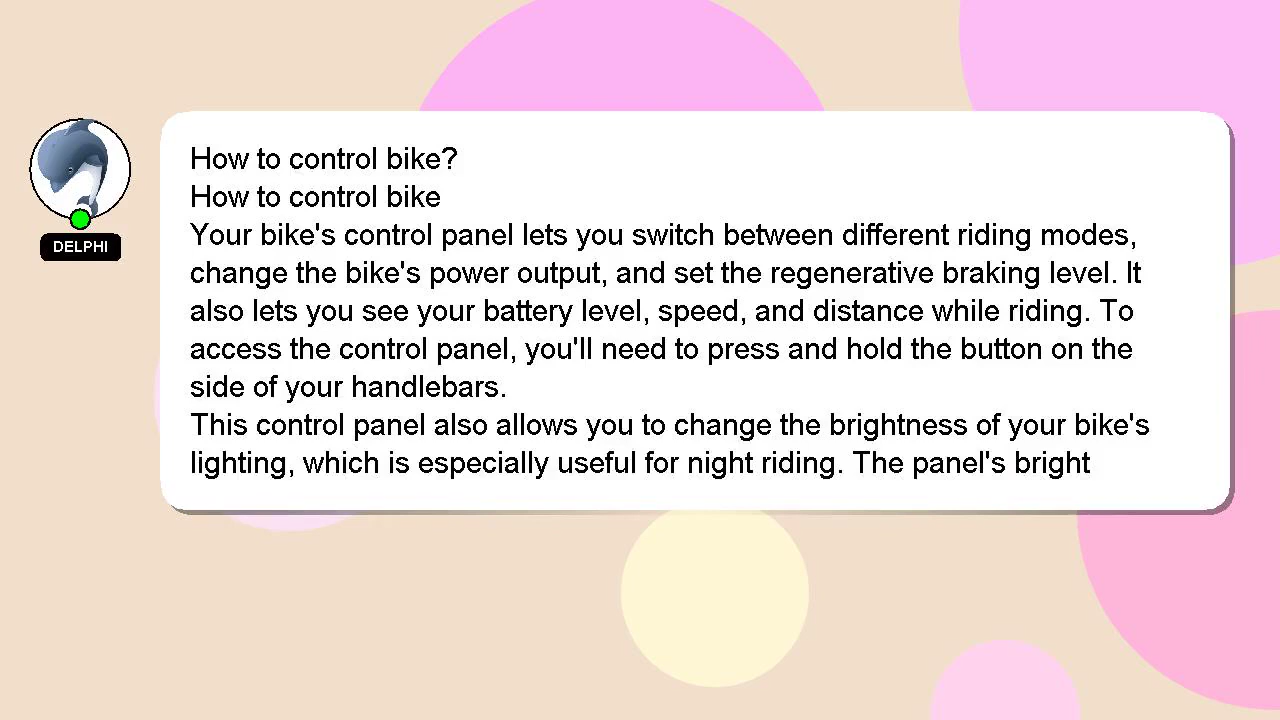 How to control bike?
How to control bike
Your bike's control panel lets you switch between different riding modes,
change the bike's power output, and set the regenerative braking level. It
also lets you see your battery level, speed, and distance while riding. To
access the control panel, you'll need to press and hold the button on the
side of your handlebars.
This control panel also allows you to change the brightness of your bike's
lighting, which is especially useful for night riding. The panel's bright
DELPHI